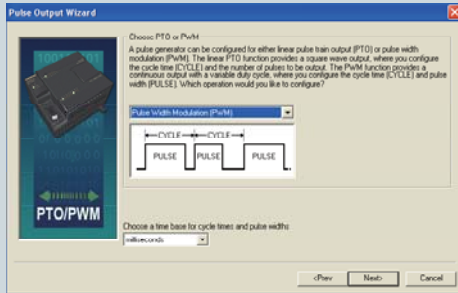 Pulse Output Wizard
Choose PTO or PWM
A pulse generator can be configured for either linear pulse train output (PTO) or pulse width
modulation (PWM). The linear PTO function provides a square wave output, where you configure
the cycle time (CYCLE) and the number of pulses to be output. The PWM function provides a
continuous output with a variable duty cycle, where you configure the cycle time (CYCLE) and pulse
width (PULSE). Which operation would you like to configure?
Pulse Width Modulation (PWM)
CYCLE CYCLE
PULSE PULSE PULSE
PTO/PWM
Choose a time base for cycle times and pulse widths
milliseconds
<Prev Next> Cancel